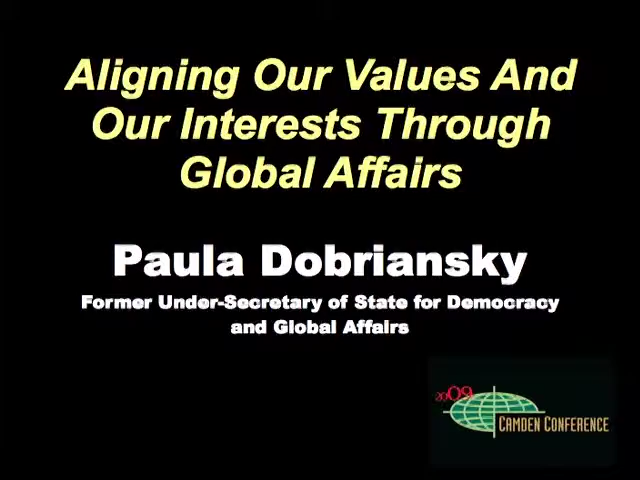 Aligning Our Values And
Our Interests Through
Global Affairs
Paula Dobriansky
Former Under-Secretary of State for Democracy
and Global Affairs
2009
CAMDEN CONFERENCE